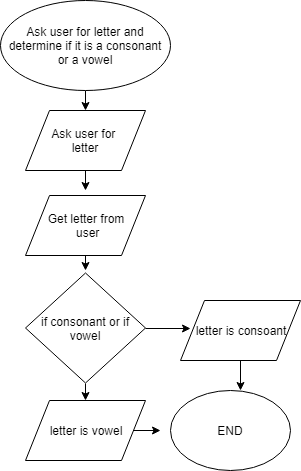 Ask user for letter and
determine if it is a consonant
or a vowel
Ask user for
letter
Get letter from
user
if consonant or if
vowel
letter is consoant
letter is vowel
END